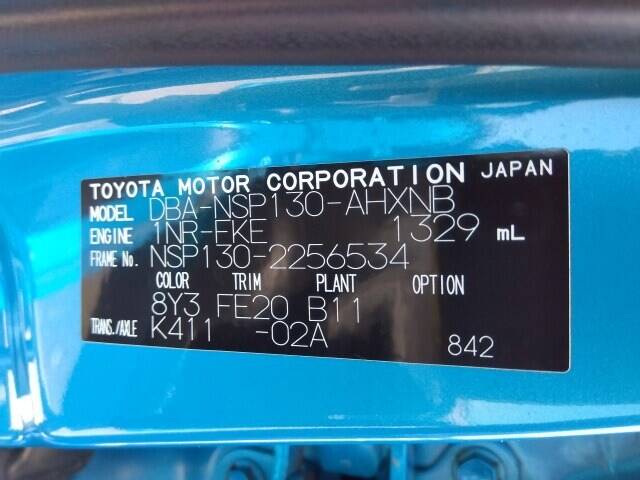 TOYOTA MOTOR CORPORATION JAPAN
MODEL DBA-NSP130-AHXNB
ENGINE 1NR-FKE 1329 mL
FRAME No. NSP130-2256534
COLOR TRIM PLANT OPTION
8Y3 FE20 B11
TRANS./AXLE K411 -02A
842